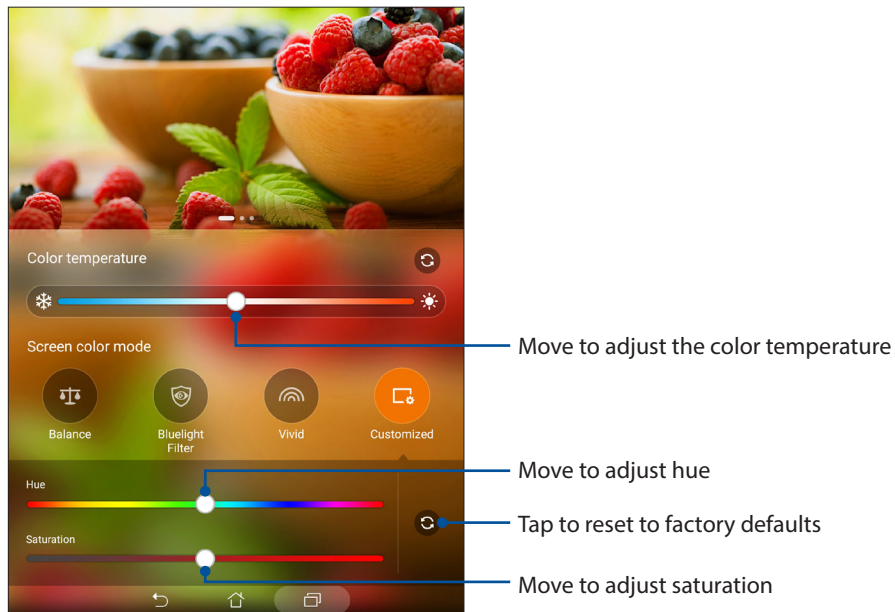 Color temperature
Move to adjust the color temperature
Screen color mode
Balance
Bluelight
Filter
Vivid
Customized
Move to adjust hue
Hue
Tap to reset to factory defaults
Saturation
Move to adjust saturation